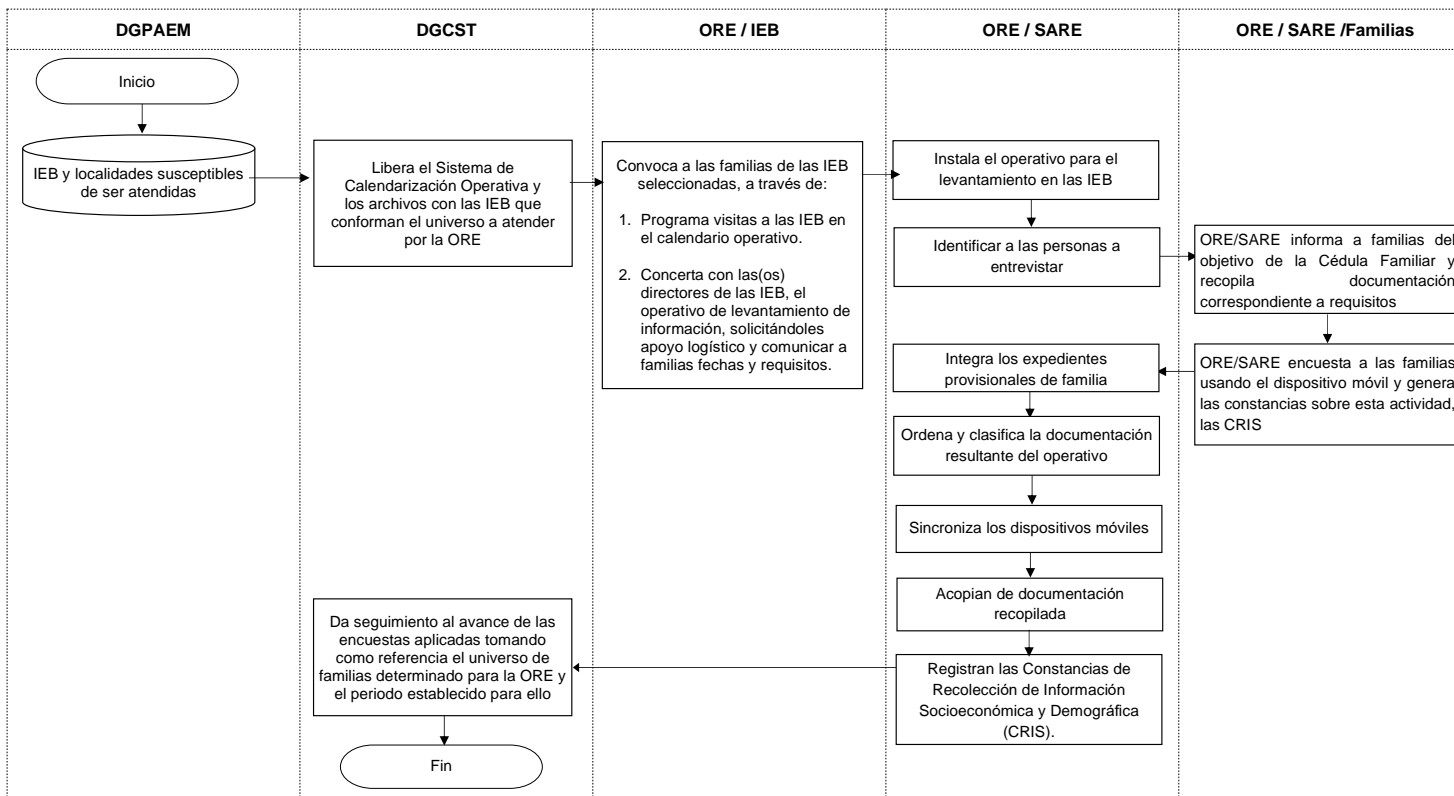 DGPAEM
DGCST
ORE / IEB
ORE / SARE
ORE / SARE /Familias
Inicio
IEB y localidades susceptibles
de ser atendidas
Libera el Sistema de
Calendarización Operativa y
los archivos con las IEB que
conforman el universo a atender
por la ORE
Convoca a las familias de las IEB
seleccionadas, a través de:
1. Programa visitas a las IEB en
el calendario operativo.
2. Concerta con las(os)
directores de las IEB, el
operativo de levantamiento de
información, solicitándoles
apoyo logístico y comunicar a
familias fechas y requisitos.
Instala el operativo para el
levantamiento en las IEB
Identificar a las personas a
entrevistar
ORE/SARE informa a familias del
objetivo de la Cédula Familiar y
recopila documentación
correspondiente a requisitos
ORE/SARE encuesta a las familias
usando el dispositivo móvil y genera
las constancias sobre esta actividad,
las CRIS
Integra los expedientes
provisionales de familia
Ordena y clasifica la documentación
resultante del operativo
Sincroniza los dispositivos móviles
Acopian de documentación
recopilada
Registran las Constancias de
Recolección de Información
Socioeconómica y Demográfica
(CRIS).
Da seguimiento al avance de las
encuestas aplicadas tomando
como referencia el universo de
familias determinado para la ORE y
el periodo establecido para ello
Fin